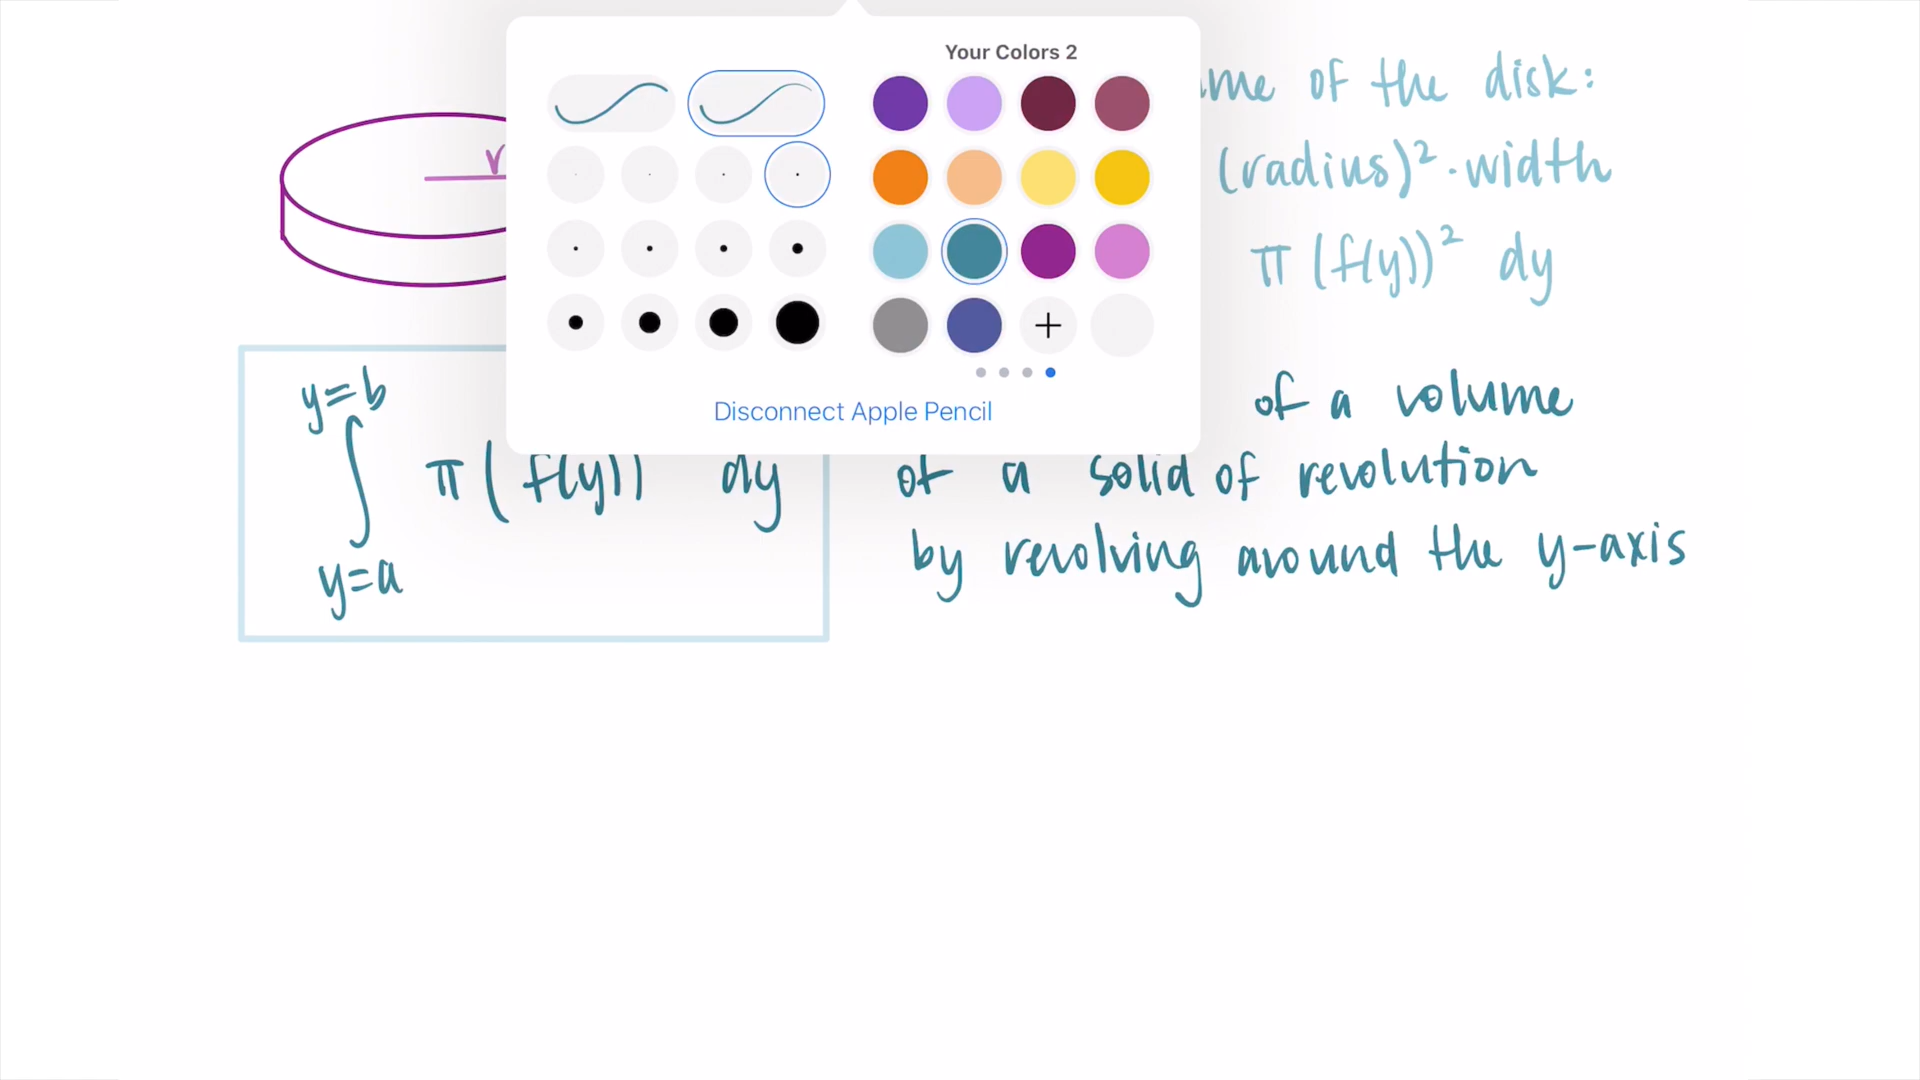 Your Colors 2
me of the disk:
r
(radius)² · width
π (f(y))² dy
Disconnect Apple Pencil
y=b
of a volume
∫ π ( f(y)) dy
of a solid of revolution
y=a
by revolving around the y-axis